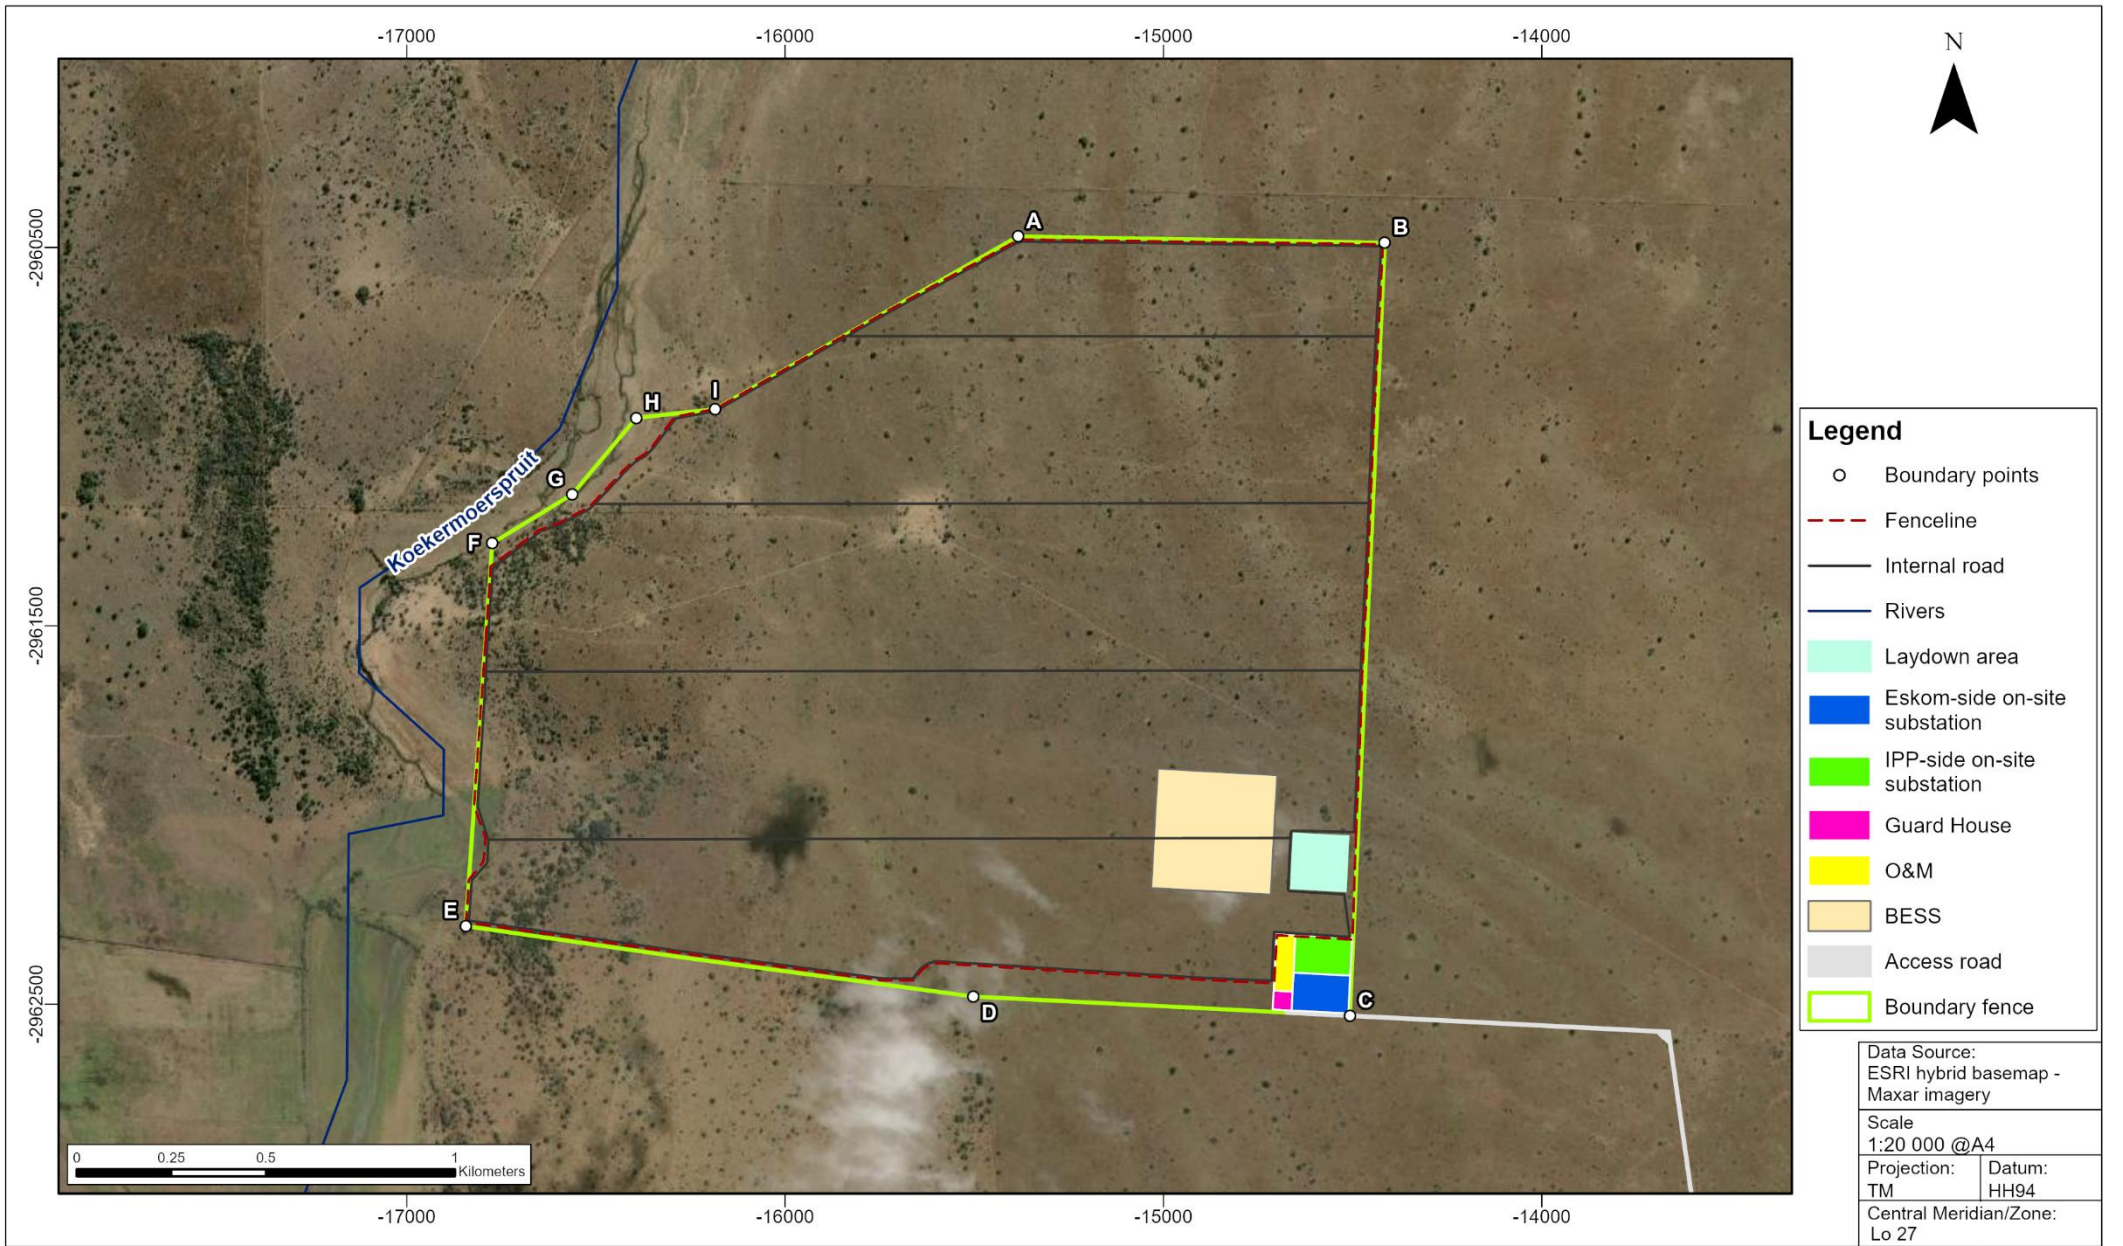 -17000
-16000
-15000
-14000
N
-2960500
-2961500
-2962500
A
B
I
H
G
F
Koekermoerspruit
E
D
C
0
0.25
0.5
1
Kilometers
-17000
-16000
-15000
-14000
Legend
Boundary points
Fenceline
Internal road
Rivers
Laydown area
Eskom-side on-site
substation
IPP-side on-site
substation
Guard House
O&M
BESS
Access road
Boundary fence
Data Source:
ESRI hybrid basemap -
Maxar imagery
Scale
1:20 000 @A4
Projection:
TM
Datum:
HH94
Central Meridian/Zone:
Lo 27